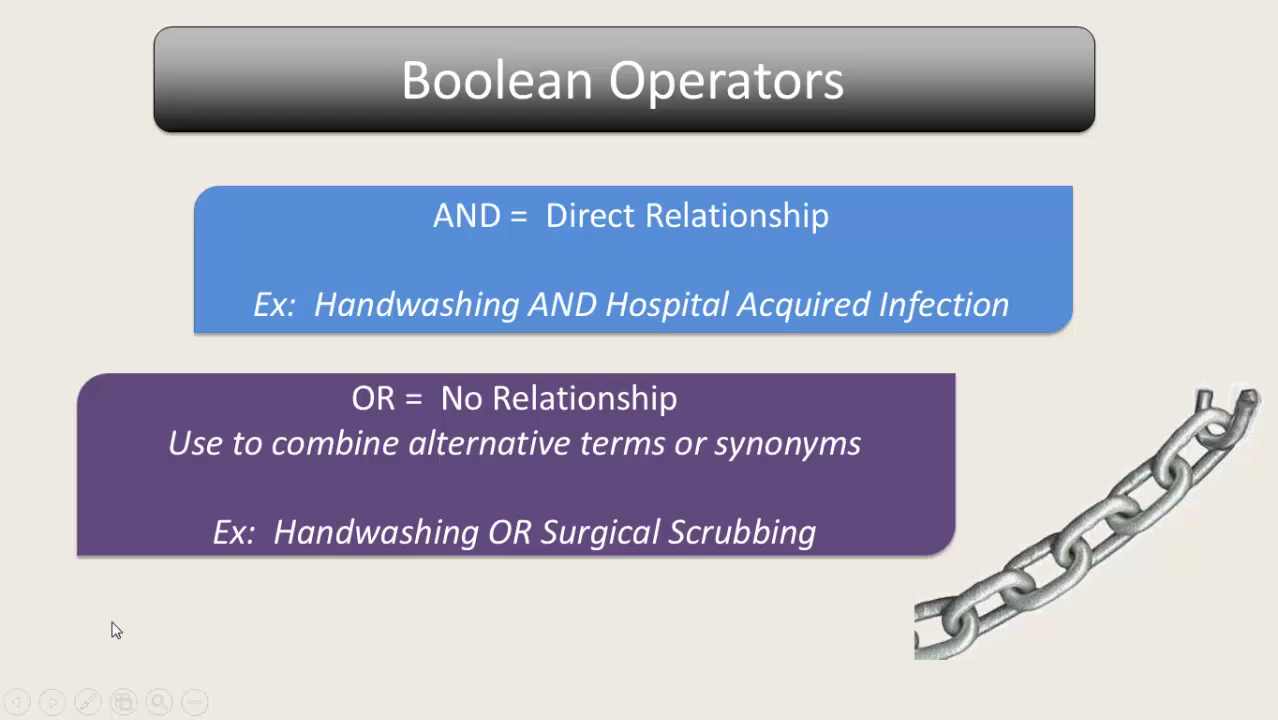 Boolean Operators
AND = Direct Relationship
Ex: Handwashing AND Hospital Acquired Infection
OR = No Relationship
Use to combine alternative terms or synonyms
Ex: Handwashing OR Surgical Scrubbing